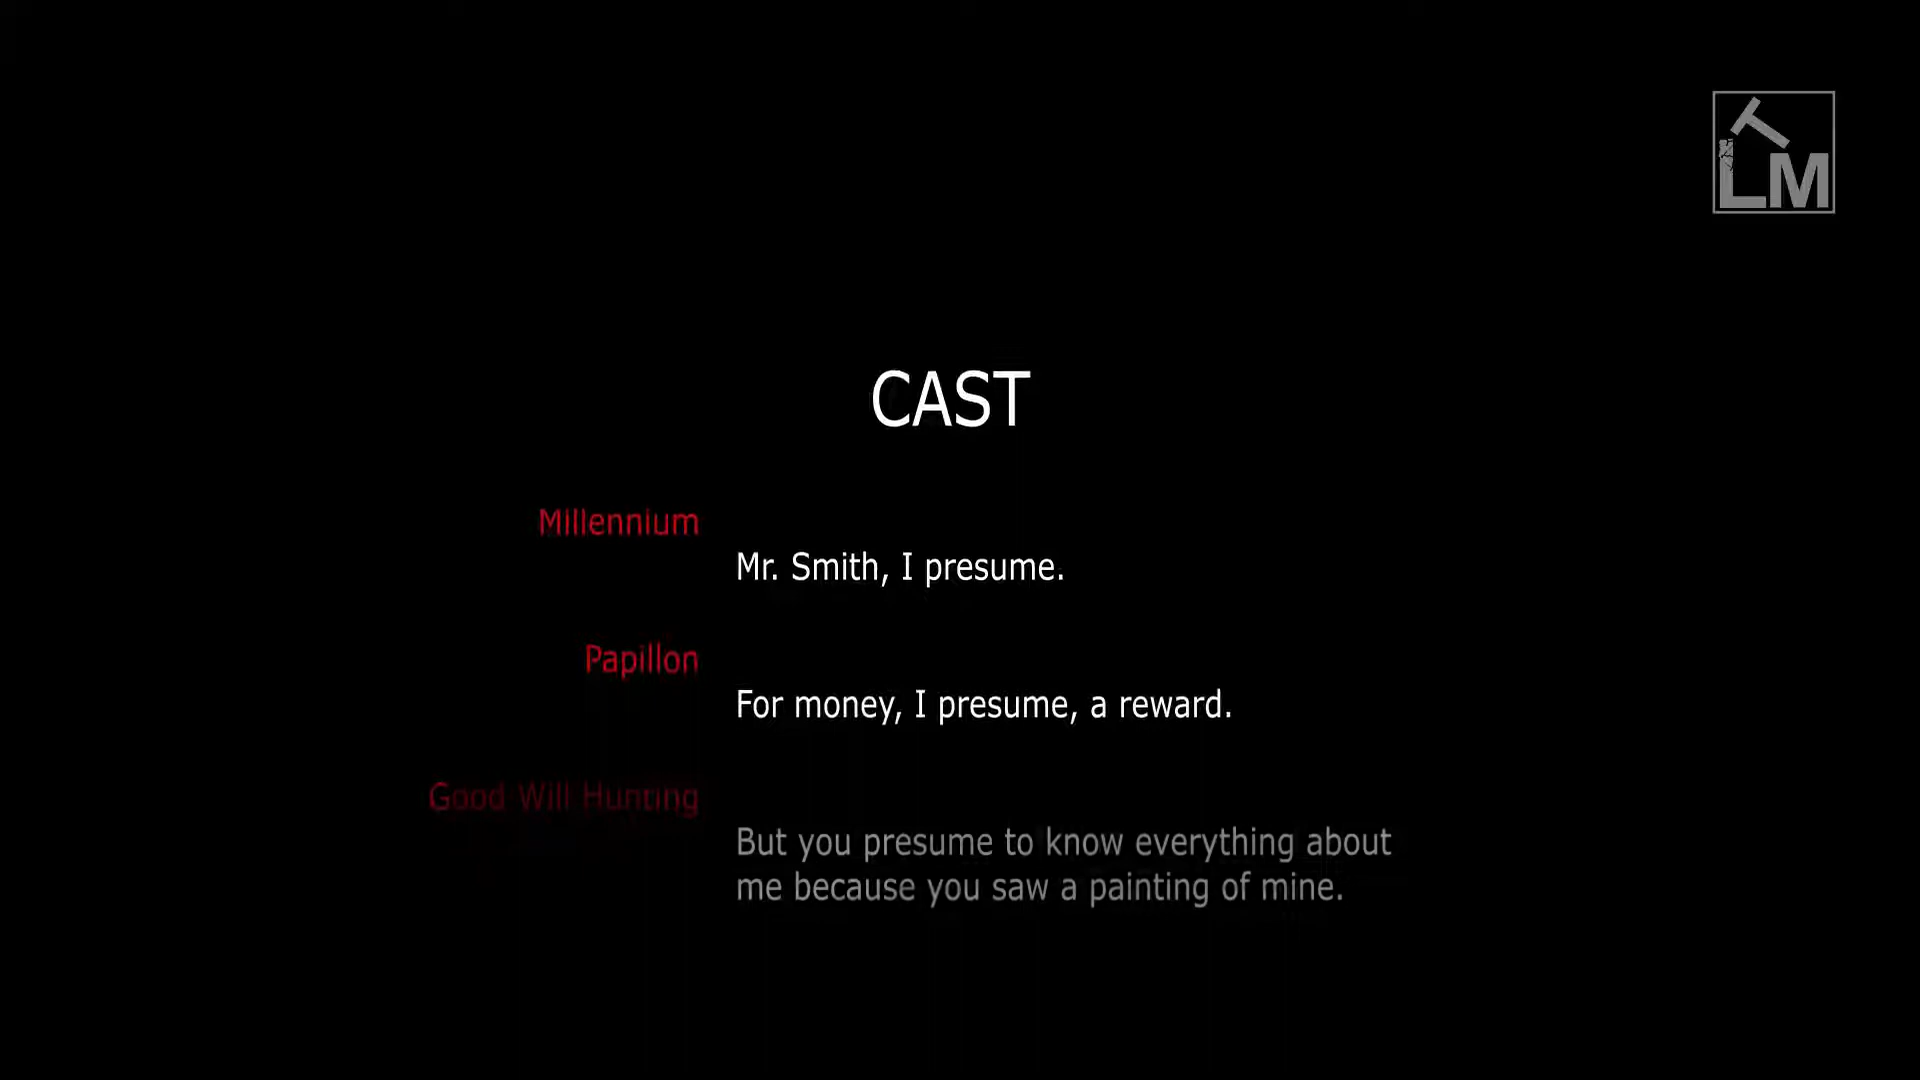 TLM
CAST
Millennium
Mr. Smith, I presume.
Papillon
For money, I presume, a reward.
Good Will Hunting
But you presume to know everything about
me because you saw a painting of mine.